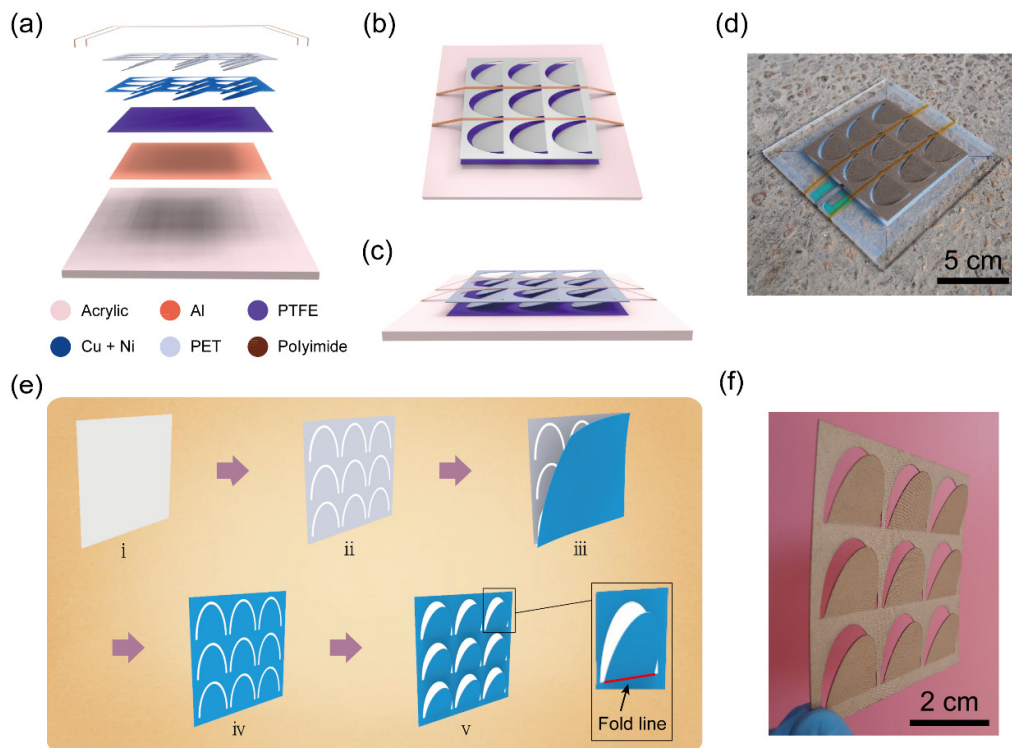 (a)
(b)
(d)
(c)
5 cm
Acrylic
Al
PTFE
Cu + Ni
PET
Polyimide
(e)
(f)
i
ii
iii
iv
v
Fold line
2 cm